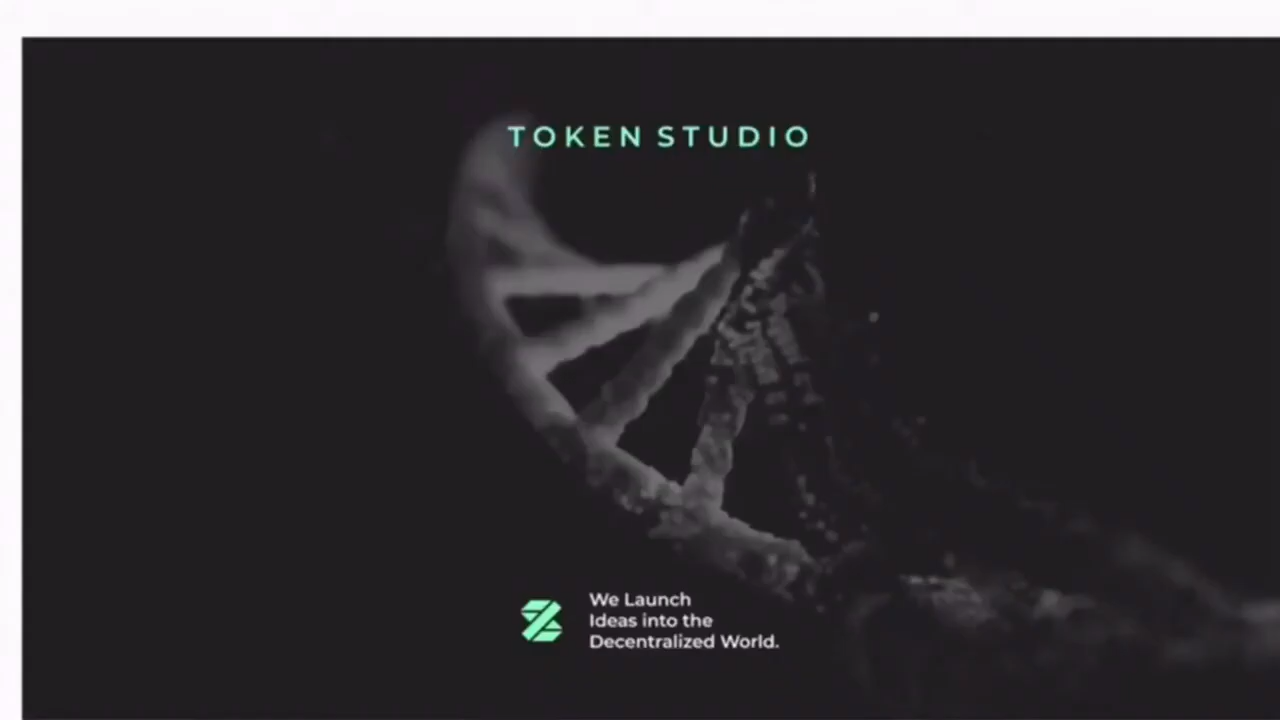 TOKEN STUDIO
We Launch
Ideas into the
Decentralized World.